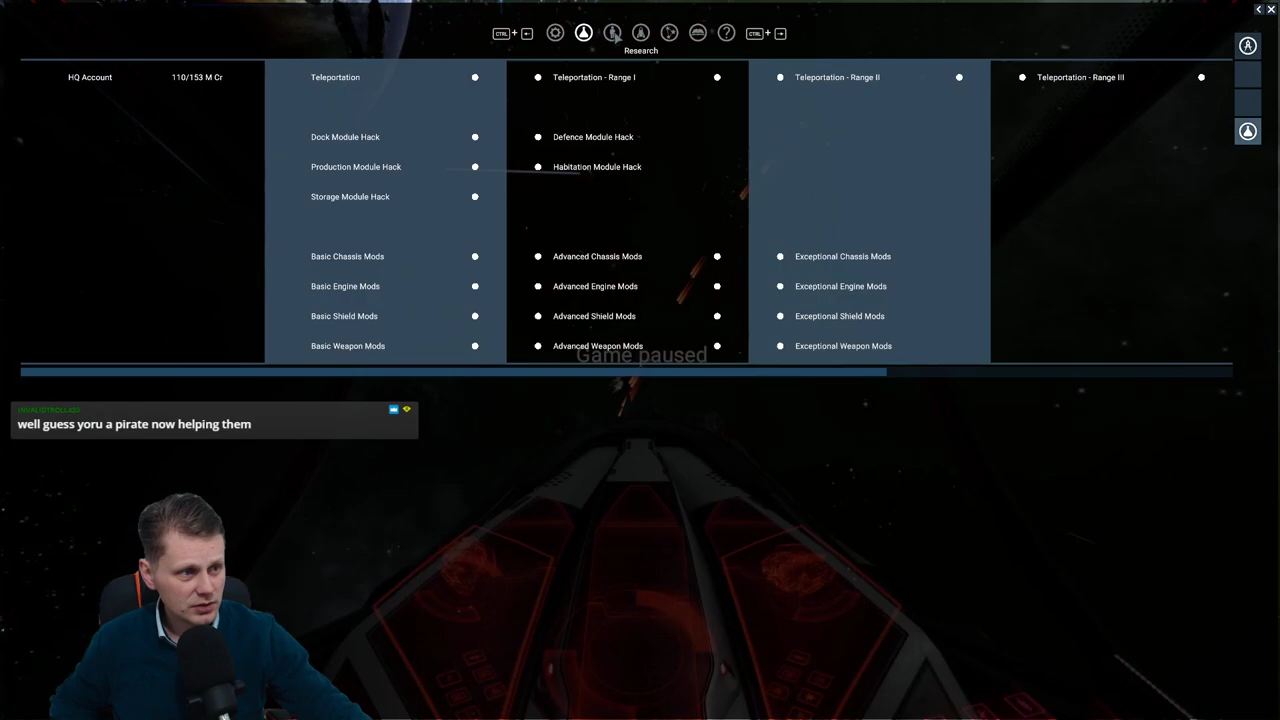 CTRL + ← CTRL + →
Research
HQ Account 110/153 M Cr
Teleportation Teleportation - Range I Teleportation - Range II Teleportation - Range III
Dock Module Hack Defence Module Hack
Production Module Hack Habitation Module Hack
Storage Module Hack
Basic Chassis Mods Advanced Chassis Mods Exceptional Chassis Mods
Basic Engine Mods Advanced Engine Mods Exceptional Engine Mods
Basic Shield Mods Advanced Shield Mods Exceptional Shield Mods
Basic Weapon Mods Advanced Weapon Mods Exceptional Weapon Mods
Game paused
well guess yoru a pirate now helping them